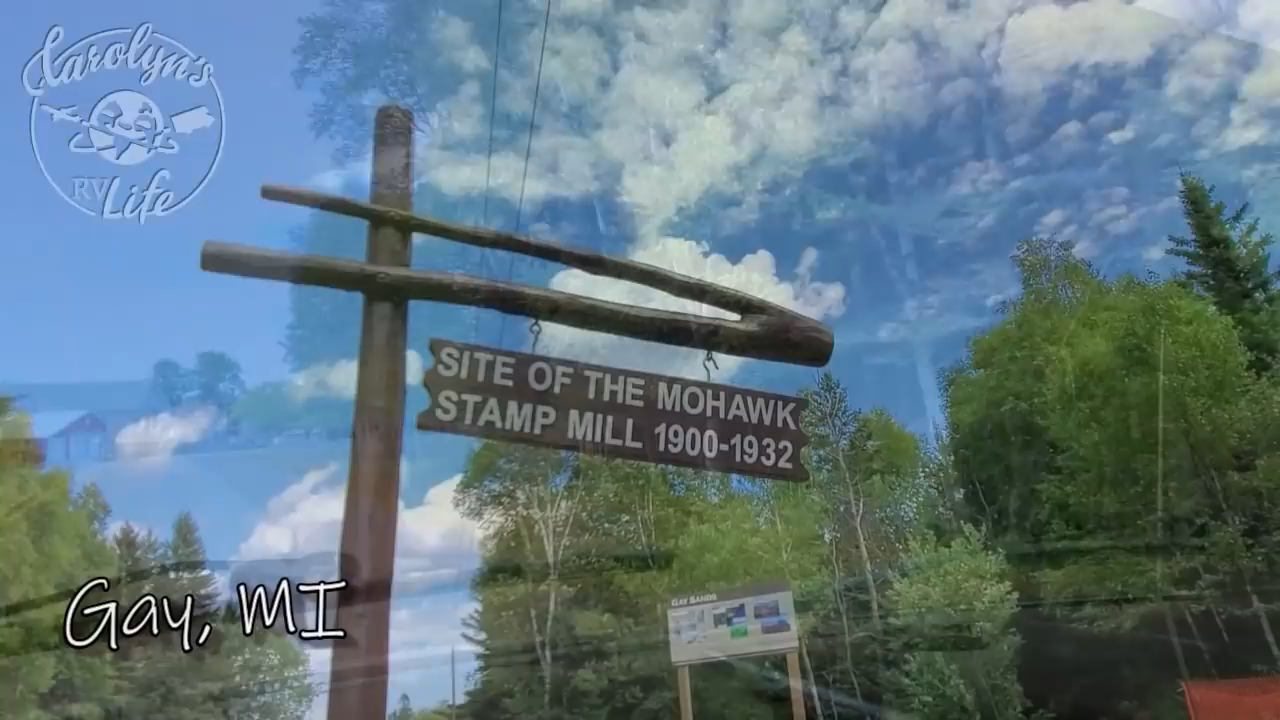 Carolyn's
RV Life
SITE OF THE MOHAWK
STAMP MILL 1900-1932
GAY SANDS
Gay, MI